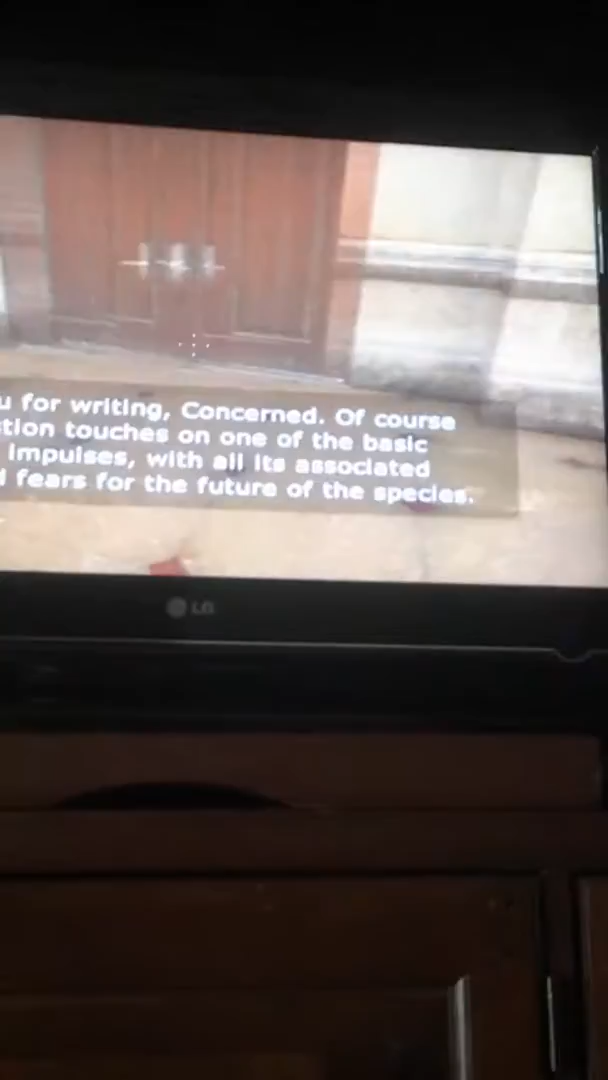 u for writing, Concerned. Of course
tion touches on one of the basic
impulses, with all its associated
fears for the future of the species.
LG